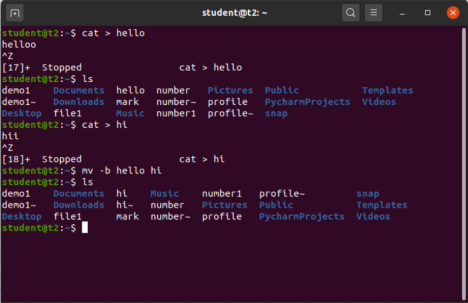 student@t2: ~
student@t2:~$ cat > hello
helloo
^Z
[17]+  Stopped                 cat > hello
student@t2:~$ ls
demo1    Documents  hello  number   Pictures  Public           Templates
demo1~   Downloads  mark   number~  profile   PycharmProjects  Videos
Desktop  file1      Music  number1  profile~  snap
student@t2:~$ cat > hi
hii
^Z
[18]+  Stopped                 cat > hi
student@t2:~$ mv -b hello hi
student@t2:~$ ls
demo1    Documents  hi    Music    number1   profile~         snap
demo1~   Downloads  hi~   number   Pictures  Public           Templates
Desktop  file1      mark  number~  profile   PycharmProjects  Videos
student@t2:~$